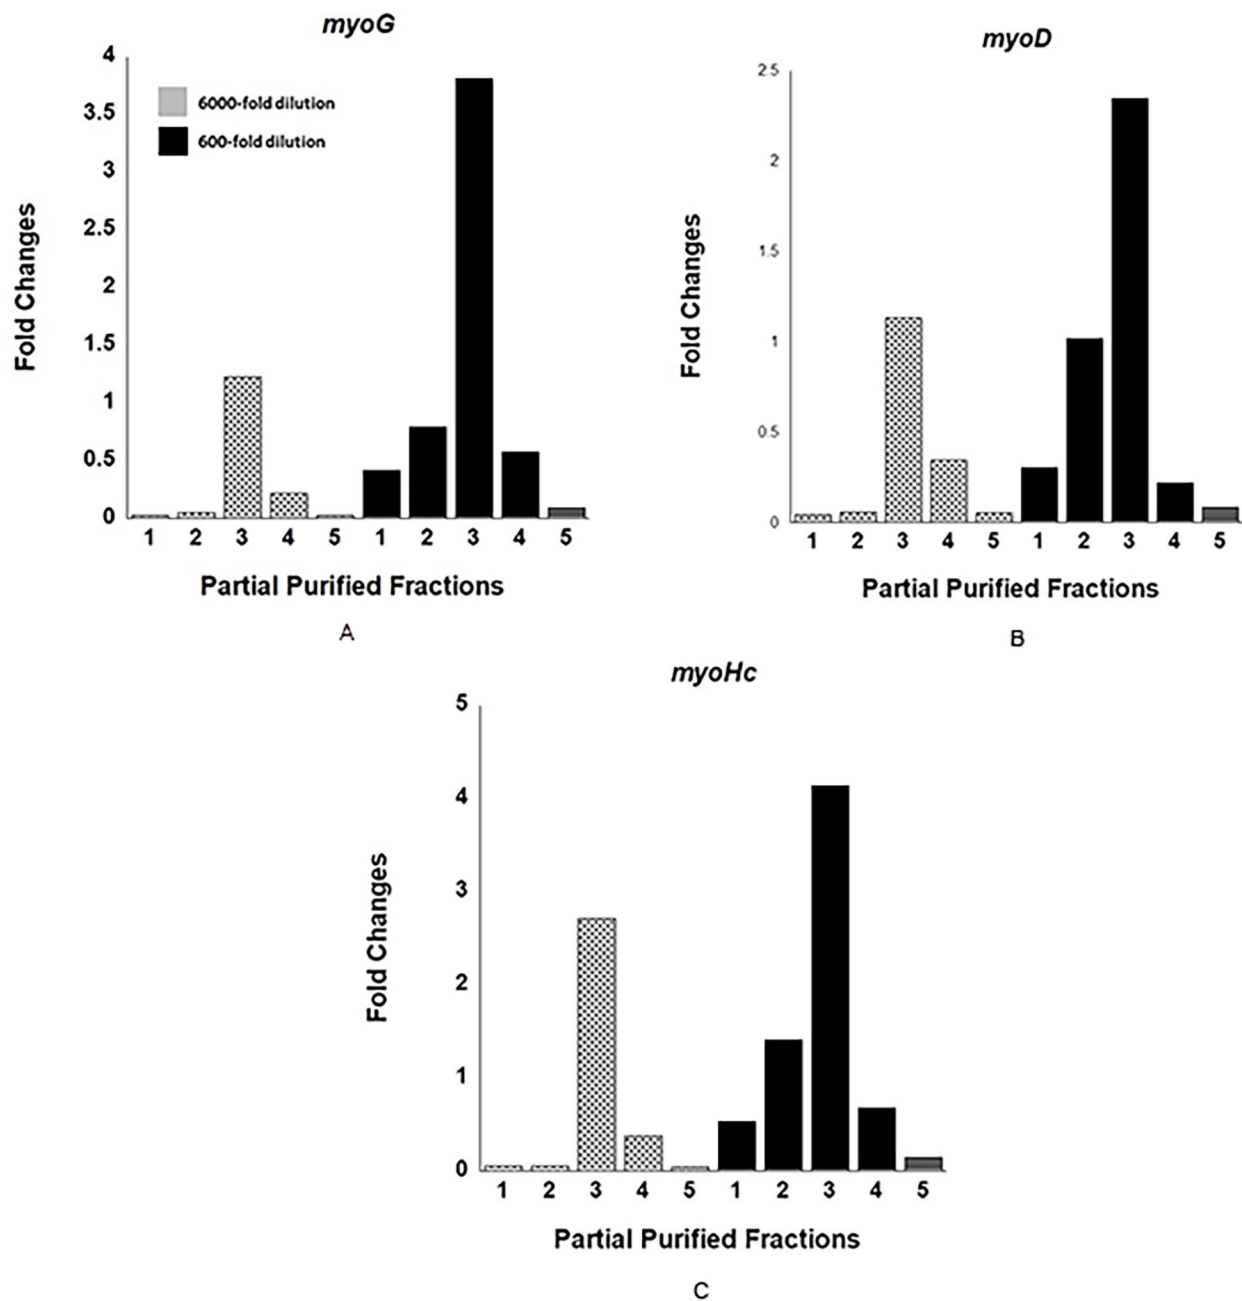 myoG
4
3.5
3
2.5
2
1.5
1
0.5
0
6000-fold dilution
600-fold dilution
Fold Changes
1 2 3 4 5 1 2 3 4 5
Partial Purified Fractions
A
myoD
2.5
2
1.5
1
0.5
0
Fold Changes
1 2 3 4 5 1 2 3 4 5
Partial Purified Fractions
B
myoHc
5
4
3
2
1
0
Fold Changes
1 2 3 4 5 1 2 3 4 5
Partial Purified Fractions
C